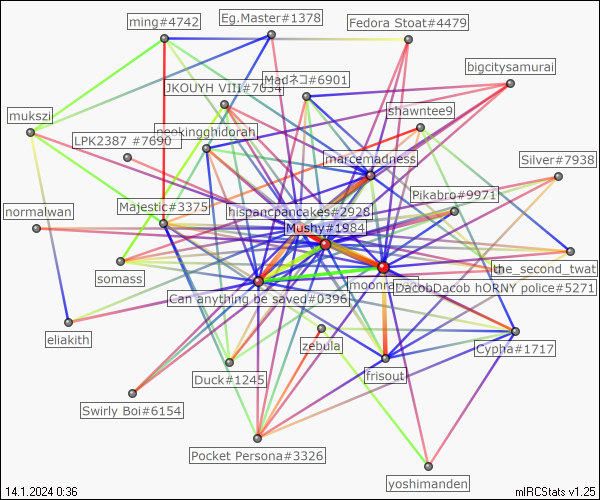 ming#4742
Eg.Master#1378
Fedora Stoat#4479
bigcitysamurai
Madネコ#6901
JKOUYH VIII#7034
mukszi
shawntee9
neokingghidorah
LPK2387 #7690
marcemadness
Silver#7938
Pikabro#9971
normalwan
Majestic#3375
hispancpancakes#2928
Mushy#1984
somass
the_second_twat
Can anything be saved#0396
DacobDacob hORNY police#5271
eliakith
zebula
Cypha#1717
Duck#1245
frisout
Swirly Boi#6154
Pocket Persona#3326
yoshimanden
14.1.2024 0:36
mIRCStats v1.25